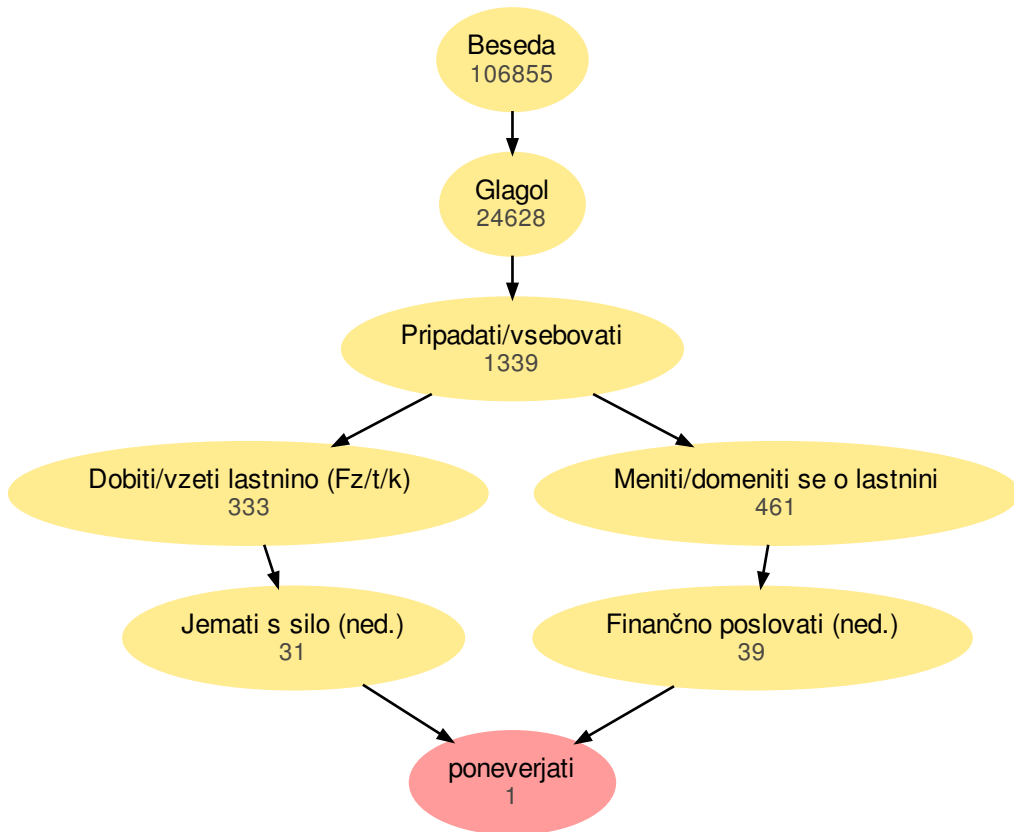 Beseda
106855
Glagol
24628
Pripadati/vsebovati
1339
Dobiti/vzeti lastnino (Fz/t/k)
333
Meniti/domeniti se o lastnini
461
Jemati s silo (ned.)
31
Finančno poslovati (ned.)
39
poneverjati
1